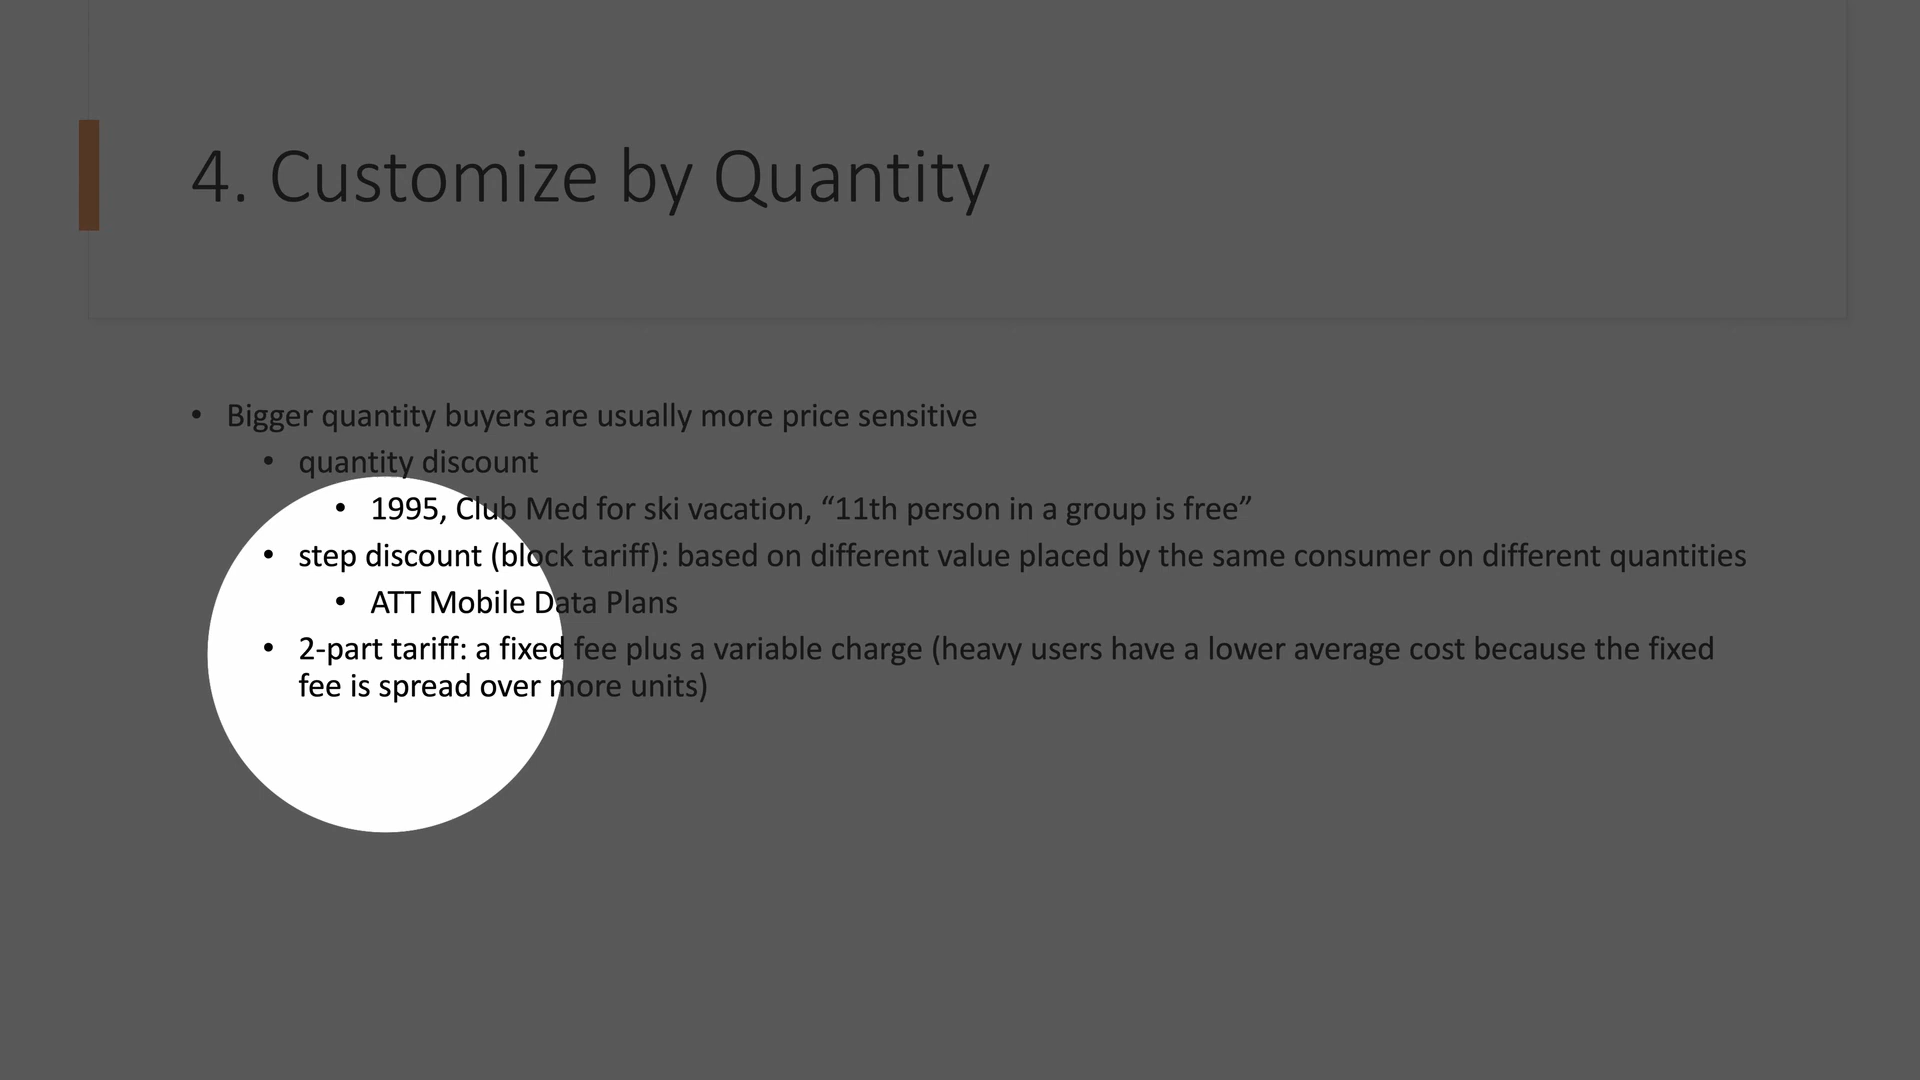 4. Customize by Quantity
• Bigger quantity buyers are usually more price sensitive
• quantity discount
• 1995, Club Med for ski vacation, “11th person in a group is free”
• step discount (block tariff): based on different value placed by the same consumer on different quantities
• ATT Mobile Data Plans
• 2-part tariff: a fixed fee plus a variable charge (heavy users have a lower average cost because the fixed
fee is spread over more units)